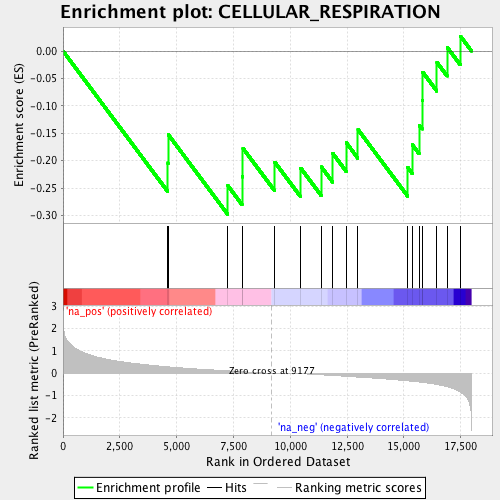 Enrichment plot: CELLULAR_RESPIRATION
Enrichment score (ES)
0.00
-0.05
-0.10
-0.15
-0.20
-0.25
-0.30
'na_pos' (positively correlated)
Ranked list metric (PreRanked)
3
2
1
0
-1
-2
Zero cross at 9177
'na_neg' (negatively correlated)
0 2,500 5,000 7,500 10,000 12,500 15,000 17,500
Rank in Ordered Dataset
Enrichment profile Hits Ranking metric scores